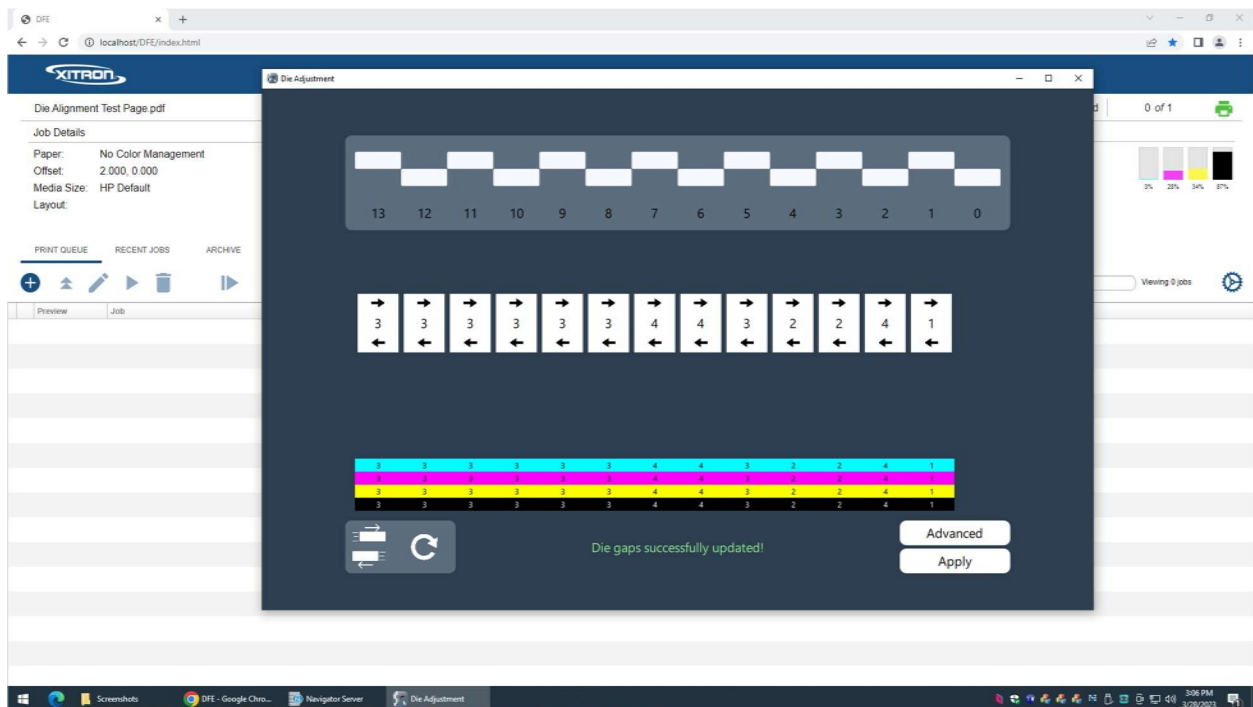 DFE
localhost/DFE/index.html
XITRON
Die Adjustment
Die Alignment Test Page.pdf
0 of 1
Job Details
Paper: No Color Management
Offset: 2.000, 0.000
Media Size: HP Default
Layout:
3% 28% 34% 87%
13 12 11 10 9 8 7 6 5 4 3 2 1 0
PRINT QUEUE RECENT JOBS ARCHIVE
Viewing 0 jobs
Preview Job
3 3 3 3 3 3 4 4 3 2 2 4 1
3 3 3 3 3 3 4 4 3 2 2 4 1
3 3 3 3 3 3 4 4 3 2 2 4 1
3 3 3 3 3 3 4 4 3 2 2 4 1
3 3 3 3 3 3 4 4 3 2 2 4 1
Die gaps successfully updated!
Advanced
Apply
Screenshots DFE - Google Chro... Navigator Server Die Adjustment
3:06 PM
3/28/2023